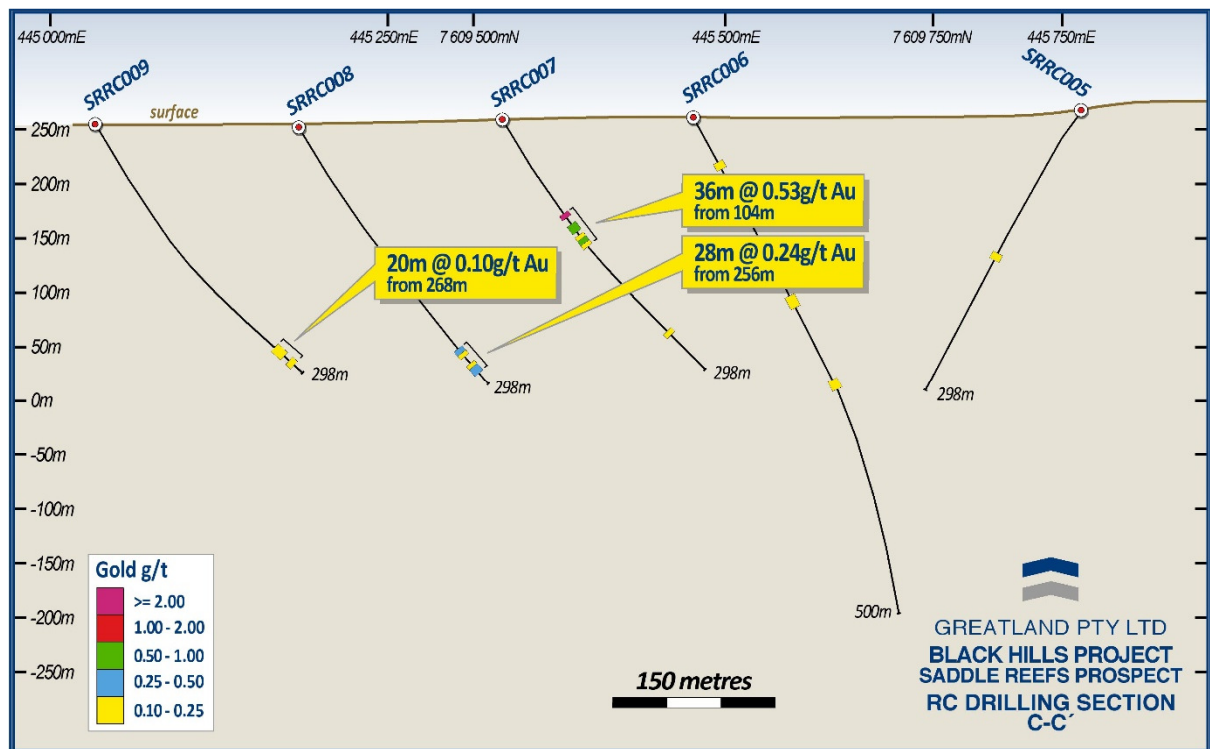 445 000mE
445 250mE
7 609 500mN
445 500mE
7 609 750mN
445 750mE
SRRC009
SRRC008
SRRC007
SRRC006
SRRC005
surface
250m
200m
150m
100m
50m
0m
-50m
-100m
-150m
-200m
-250m
36m @ 0.53g/t Au
from 104m
28m @ 0.24g/t Au
from 256m
20m @ 0.10g/t Au
from 268m
298m
298m
298m
298m
500m
Gold g/t
>= 2.00
1.00 - 2.00
0.50 - 1.00
0.25 - 0.50
0.10 - 0.25
150 metres
GREATLAND PTY LTD
BLACK HILLS PROJECT
SADDLE REEFS PROSPECT
RC DRILLING SECTION
C-C´